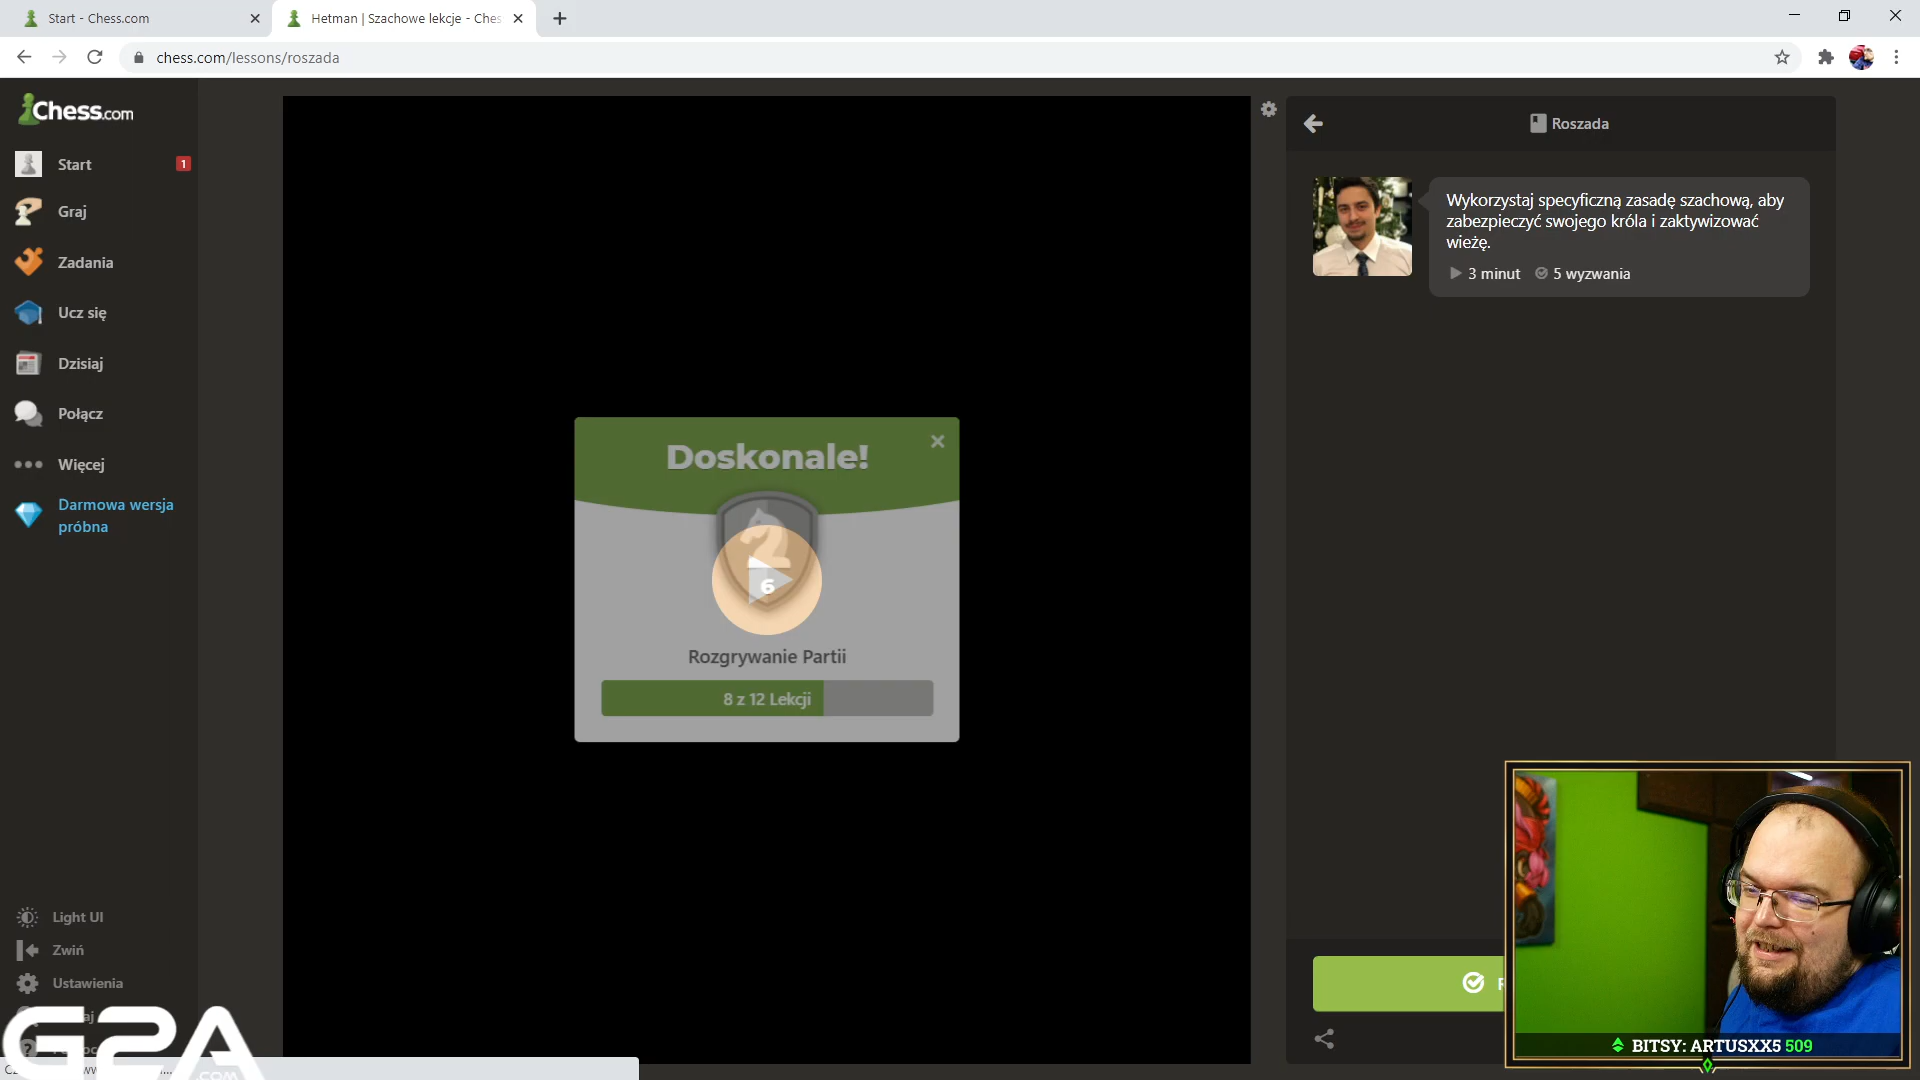 Start - Chess.com
Hetman | Szachowe lekcje - Ches
chess.com/lessons/roszada
Chess.com
Start
1
Graj
Zadania
Ucz się
Dzisiaj
Połącz
Więcej
Darmowa wersja
próbna
Light UI
Zwiń
Ustawienia
G2A
.COM
Doskonale!
6
Rozgrywanie Partii
8 z 12 Lekcji
Roszada
Wykorzystaj specyficzną zasadę szachową, aby
zabezpieczyć swojego króla i zaktywizować
wieżę.
3 minut
5 wyzwania
BITSY: ARTUSXX5 509